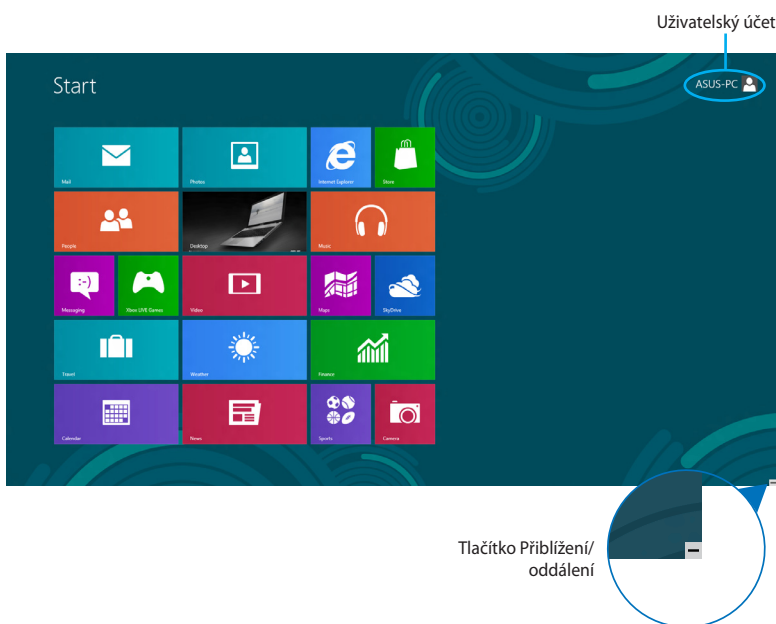 Uživatelský účet
Start
ASUS-PC
Mail
Photos
Internet Explorer
Store
People
Desktop
Music
Messaging
Xbox LIVE Games
Video
Maps
SkyDrive
Travel
Weather
Finance
Calendar
News
Sports
Camera
Tlačítko Přiblížení/
oddálení